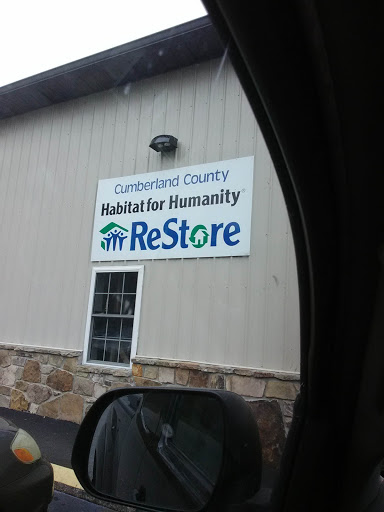 Cumberland County
Habitat for Humanity®
ReStore